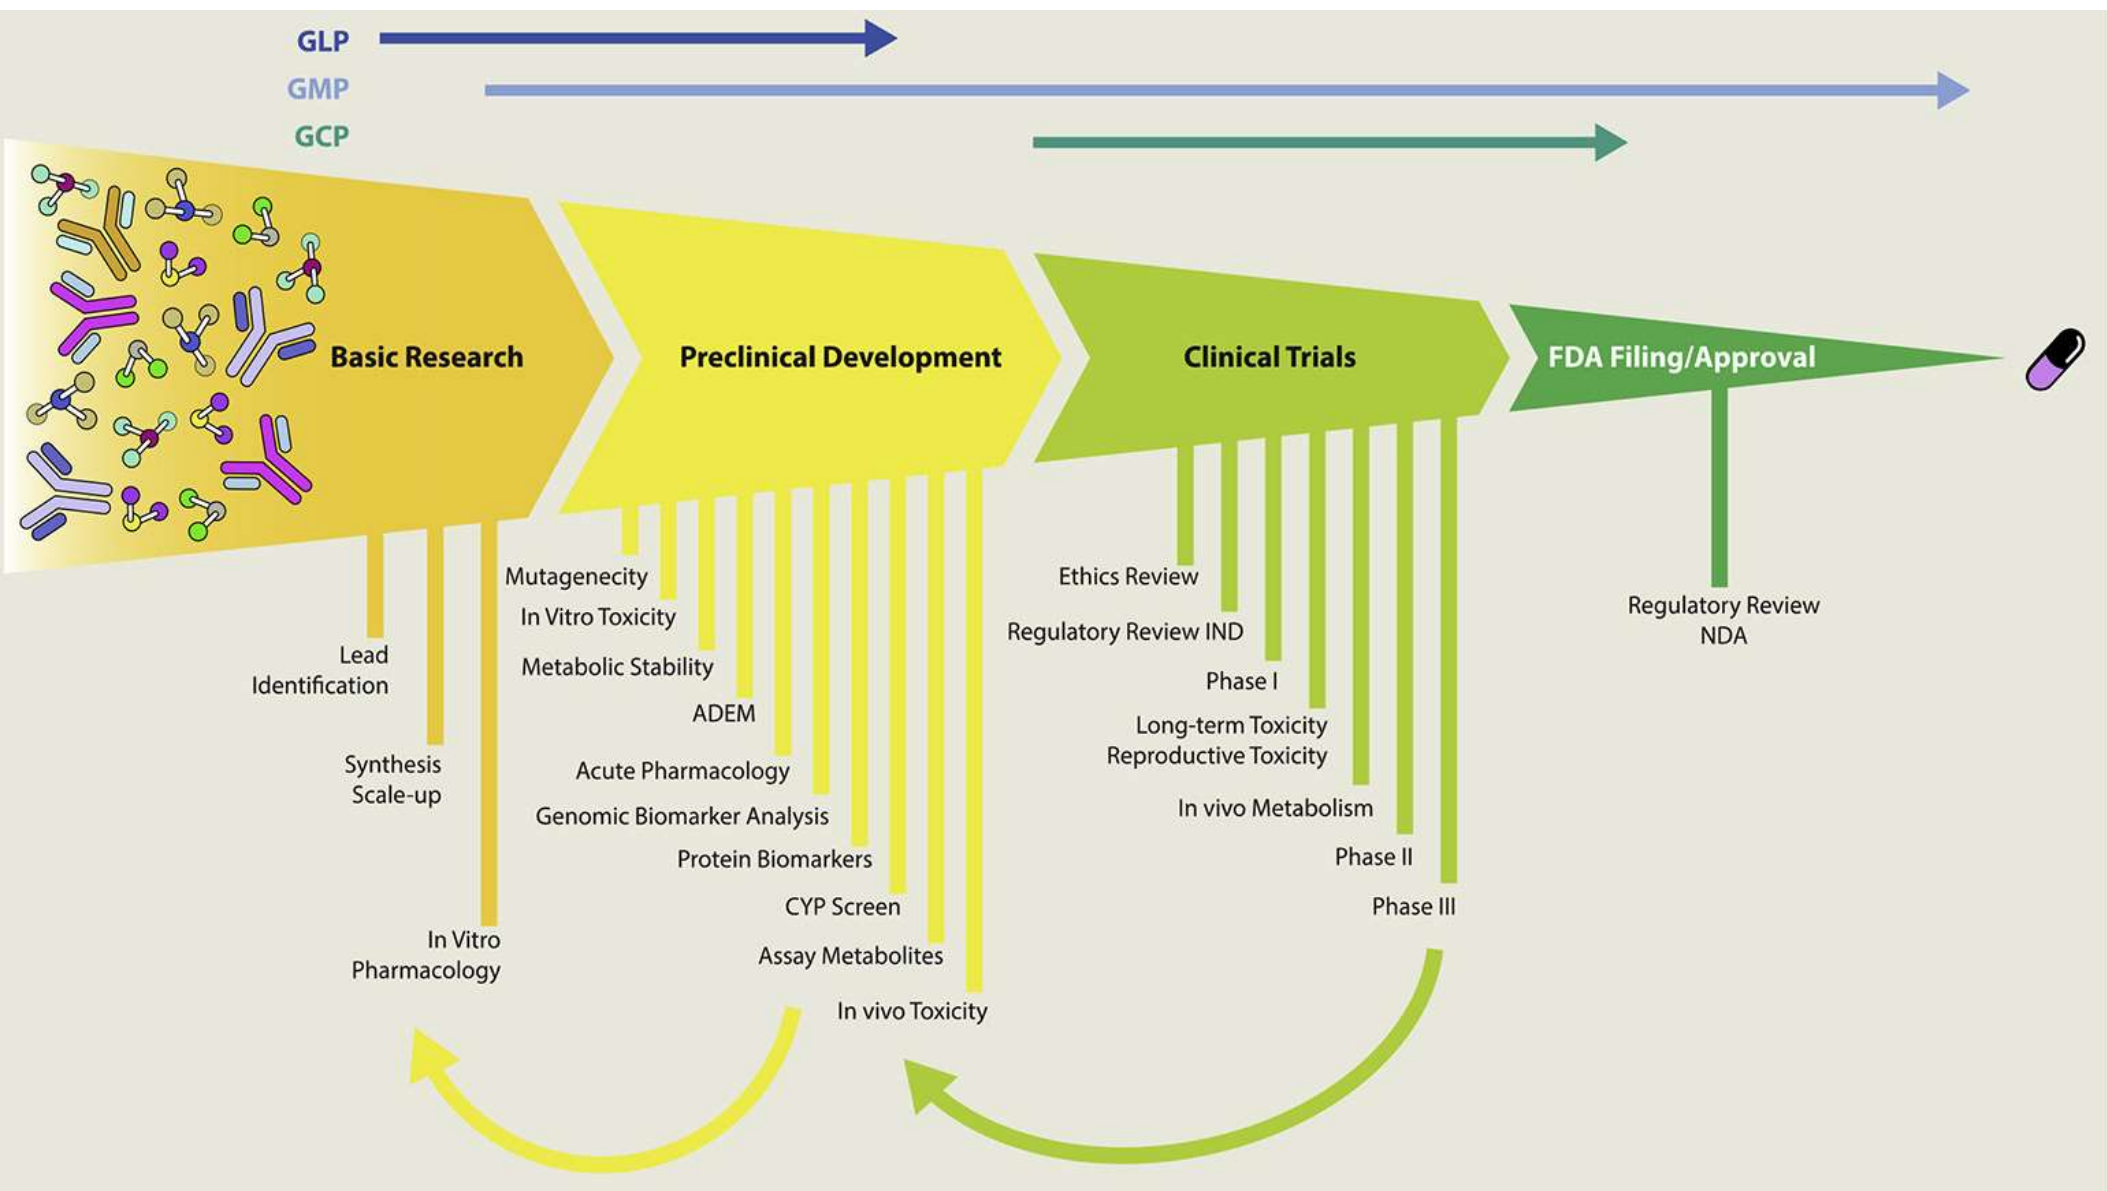 GLP
GMP
GCP
Basic Research
Preclinical Development
Clinical Trials
FDA Filing/Approval
Lead
Identification
Synthesis
Scale-up
In Vitro
Pharmacology
Mutagenecity
In Vitro Toxicity
Metabolic Stability
ADEM
Acute Pharmacology
Genomic Biomarker Analysis
Protein Biomarkers
CYP Screen
Assay Metabolites
In vivo Toxicity
Ethics Review
Regulatory Review IND
Phase I
Long-term Toxicity
Reproductive Toxicity
In vivo Metabolism
Phase II
Phase III
Regulatory Review
NDA